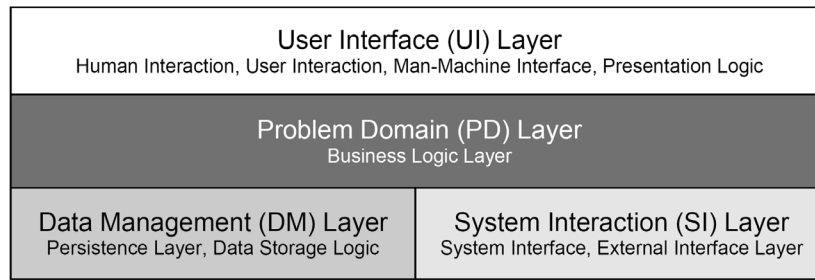 User Interface (UI) Layer
Human Interaction, User Interaction, Man-Machine Interface, Presentation Logic
Problem Domain (PD) Layer
Business Logic Layer
Data Management (DM) Layer
Persistence Layer, Data Storage Logic
System Interaction (SI) Layer
System Interface, External Interface Layer